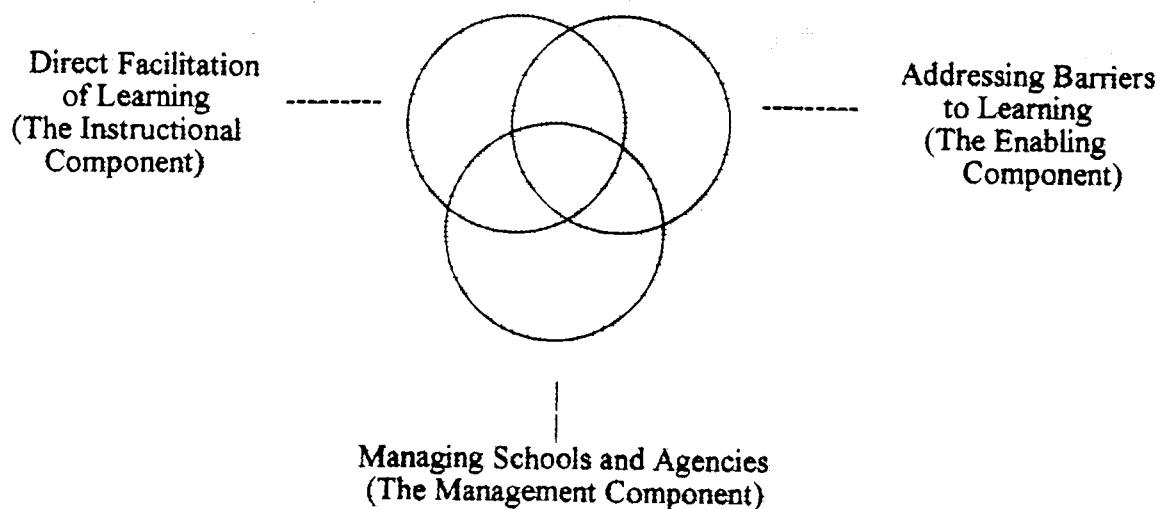 Direct Facilitation
of Learning
(The Instructional
Component)
Addressing Barriers
to Learning
(The Enabling
Component)
Managing Schools and Agencies
(The Management Component)